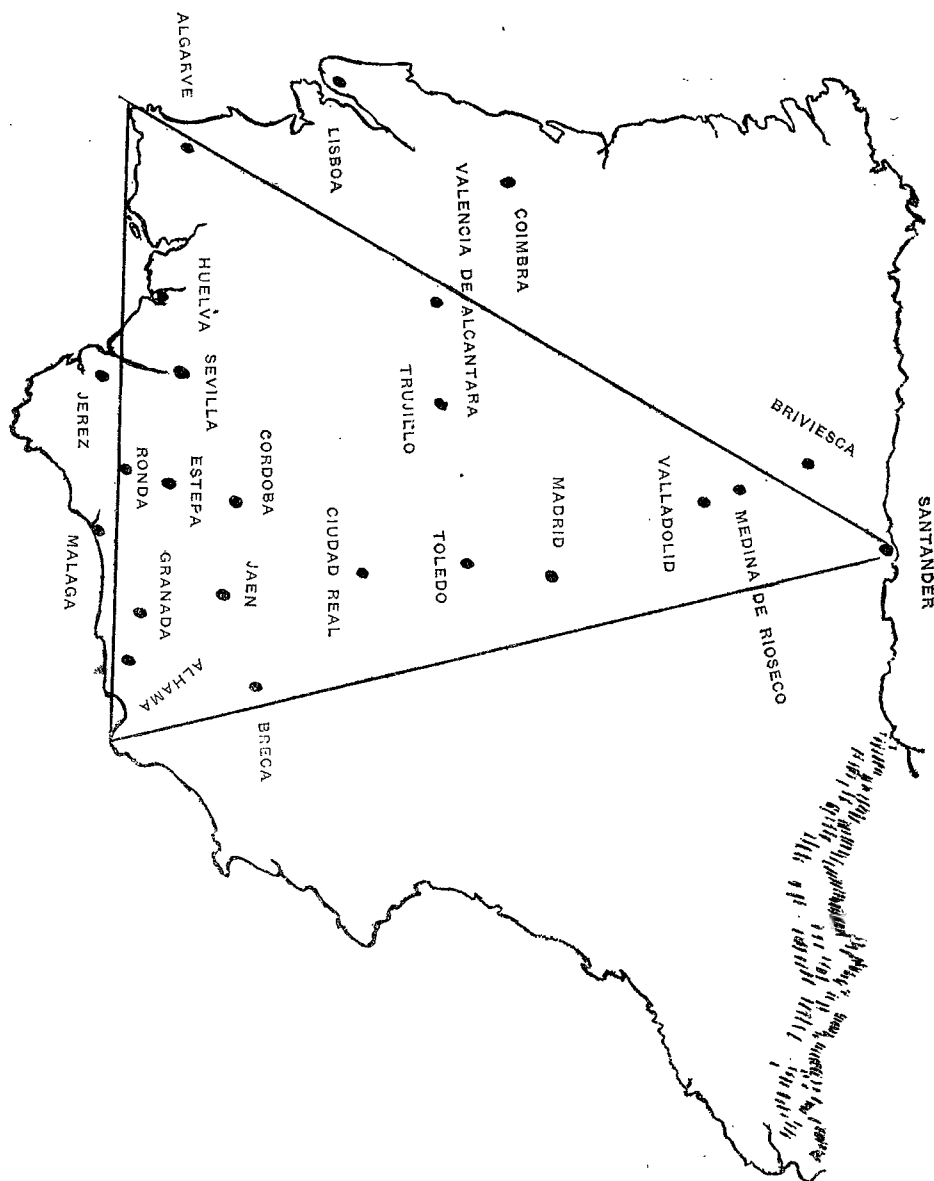 ALGARVE
LISBOA
COIMBRA
VALENCIA DE ALCANTARA
HUELVA
SEVILLA
JEREZ
TRUJILLO
BRIVIESCA
SANTANDER
RONDA
ESTEPA
CORDOBA
CIUDAD REAL
TOLEDO
MADRID
VALLADOLID
MEDINA DE RIOSECO
MALAGA
GRANADA
JAEN
ALHAMA
BRECA